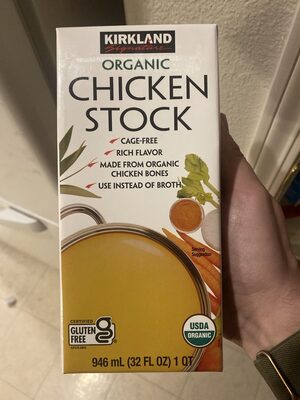 KIRKLAND
Signature
ORGANIC
CHICKEN
STOCK
CAGE-FREE
RICH FLAVOR
MADE FROM ORGANIC
CHICKEN BONES
USE INSTEAD OF BROTH
Serving
Suggestion
CERTIFIED
GLUTEN
FREE
USDA
ORGANIC
946 mL (32 FL OZ) 1 QT